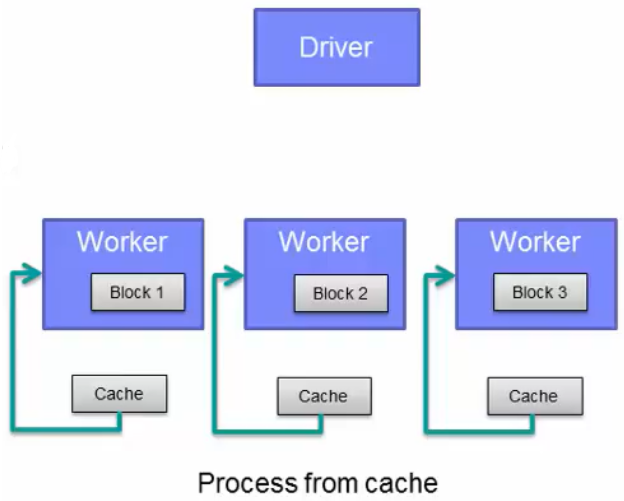 Driver
Worker Worker Worker
Block 1 Block 2 Block 3
Cache Cache Cache
Process from cache